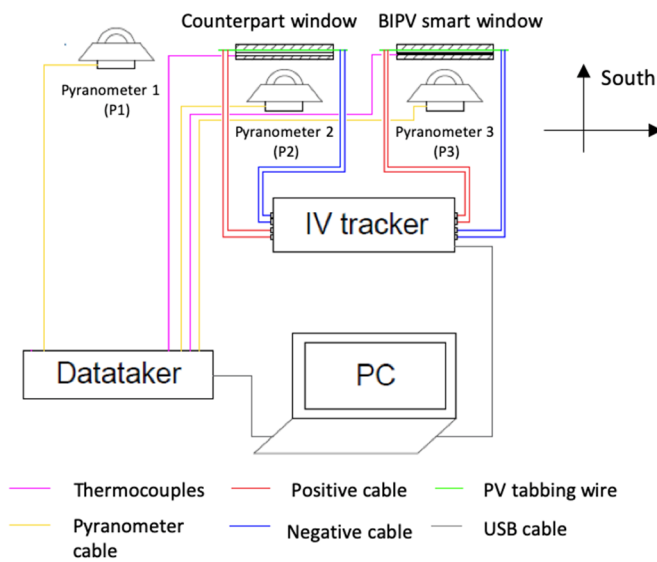 Counterpart window
BIPV smart window
Pyranometer 1
(P1)
Pyranometer 2
(P2)
Pyranometer 3
(P3)
South
IV tracker
Datataker
PC
Thermocouples
Positive cable
PV tabbing wire
Pyranometer
cable
Negative cable
USB cable